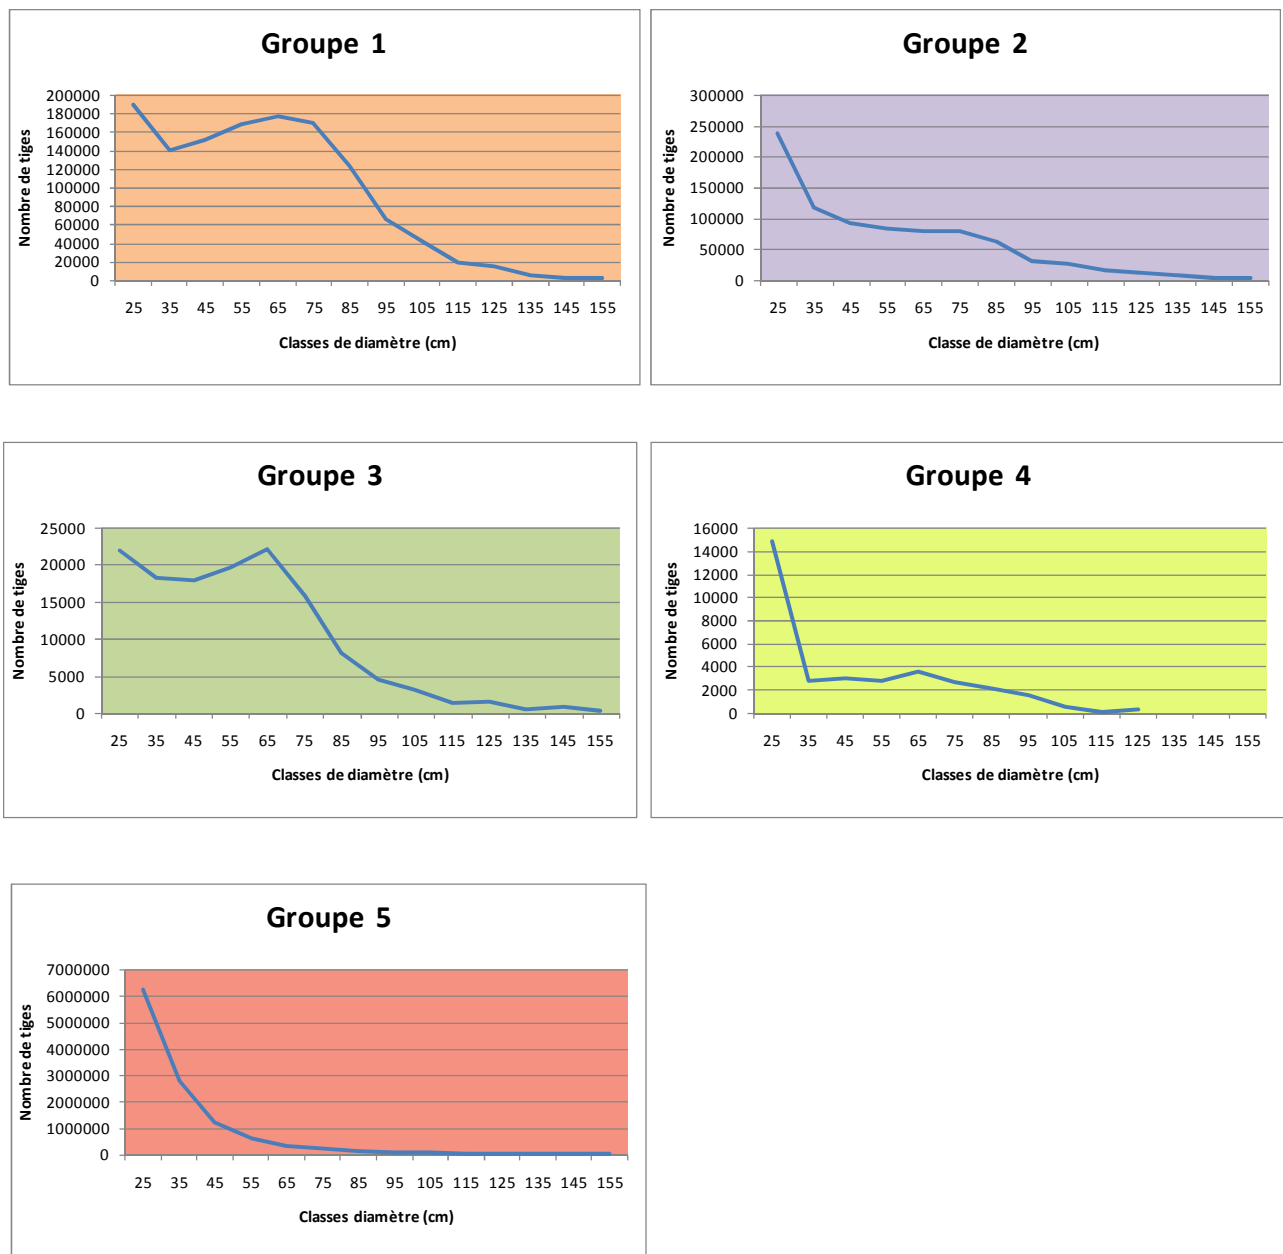 Groupe 1
Nombre de tiges
200000
180000
160000
140000
120000
100000
80000
60000
40000
20000
0
25 35 45 55 65 75 85 95 105 115 125 135 145 155
Classes de diamètre (cm)
Groupe 2
Nombre de tiges
300000
250000
200000
150000
100000
50000
0
25 35 45 55 65 75 85 95 105 115 125 135 145 155
Classe de diamètre (cm)
Groupe 3
Nombre de tiges
25000
20000
15000
10000
5000
0
25 35 45 55 65 75 85 95 105 115 125 135 145 155
Classes de diamètre (cm)
Groupe 4
Nombre de tiges
16000
14000
12000
10000
8000
6000
4000
2000
0
25 35 45 55 65 75 85 95 105 115 125 135 145 155
Classes de diamètre (cm)
Groupe 5
Nombre de tiges
7000000
6000000
5000000
4000000
3000000
2000000
1000000
0
25 35 45 55 65 75 85 95 105 115 125 135 145 155
Classes diamètre (cm)